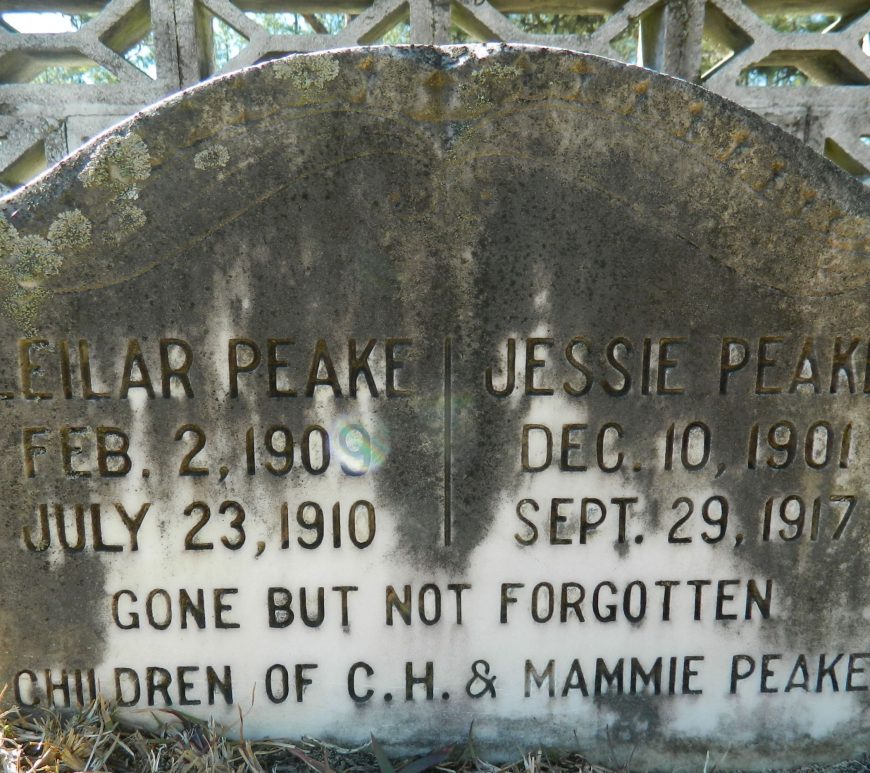 LEILAR PEAKE
FEB. 2, 1909
JULY 23, 1910
JESSIE PEAKE
DEC. 10, 1901
SEPT. 29, 1917
GONE BUT NOT FORGOTTEN
CHILDREN OF C.H. & MAMMIE PEAKE